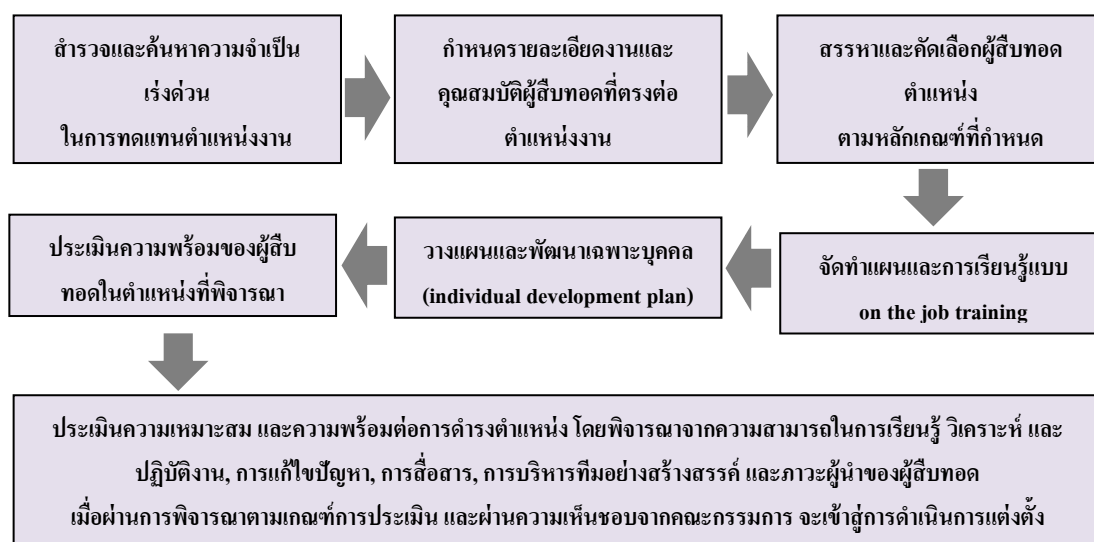 สำรวจและค้นหาความจำเป็น
เร่งด่วน
ในการทดแทนตำแหน่งงาน
กำหนดรายละเอียดงานและ
คุณสมบัติผู้สืบทอดที่ตรงต่อ
ตำแหน่งงาน
สรรหาและคัดเลือกผู้สืบทอด
ตำแหน่ง
ตามหลักเกณฑ์ที่กำหนด
จัดทำแผนและการเรียนรู้แบบ
on the job training
วางแผนและพัฒนาเฉพาะบุคคล
(individual development plan)
ประเมินความพร้อมของผู้สืบ
ทอดในตำแหน่งที่พิจารณา
ประเมินความเหมาะสม และความพร้อมต่อการดำรงตำแหน่ง โดยพิจารณาจากความสามารถในการเรียนรู้ วิเคราะห์ และ
ปฏิบัติงาน, การแก้ไขปัญหา, การสื่อสาร, การบริหารทีมอย่างสร้างสรรค์ และภาวะผู้นำของผู้สืบทอด
เมื่อผ่านการพิจารณาตามเกณฑ์การประเมิน และผ่านความเห็นชอบจากคณะกรรมการ จะเข้าสู่การดำเนินการแต่งตั้ง